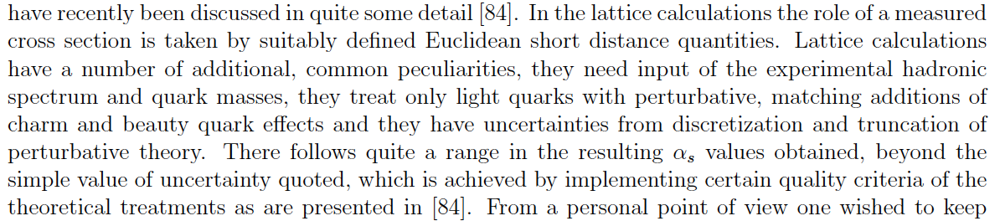 have recently been discussed in quite some detail [84]. In the lattice calculations the role of a measured
cross section is taken by suitably defined Euclidean short distance quantities. Lattice calculations
have a number of additional, common peculiarities, they need input of the experimental hadronic
spectrum and quark masses, they treat only light quarks with perturbative, matching additions of
charm and beauty quark effects and they have uncertainties from discretization and truncation of
perturbative theory. There follows quite a range in the resulting αₛ values obtained, beyond the
simple value of uncertainty quoted, which is achieved by implementing certain quality criteria of the
theoretical treatments as are presented in [84]. From a personal point of view one wished to keep